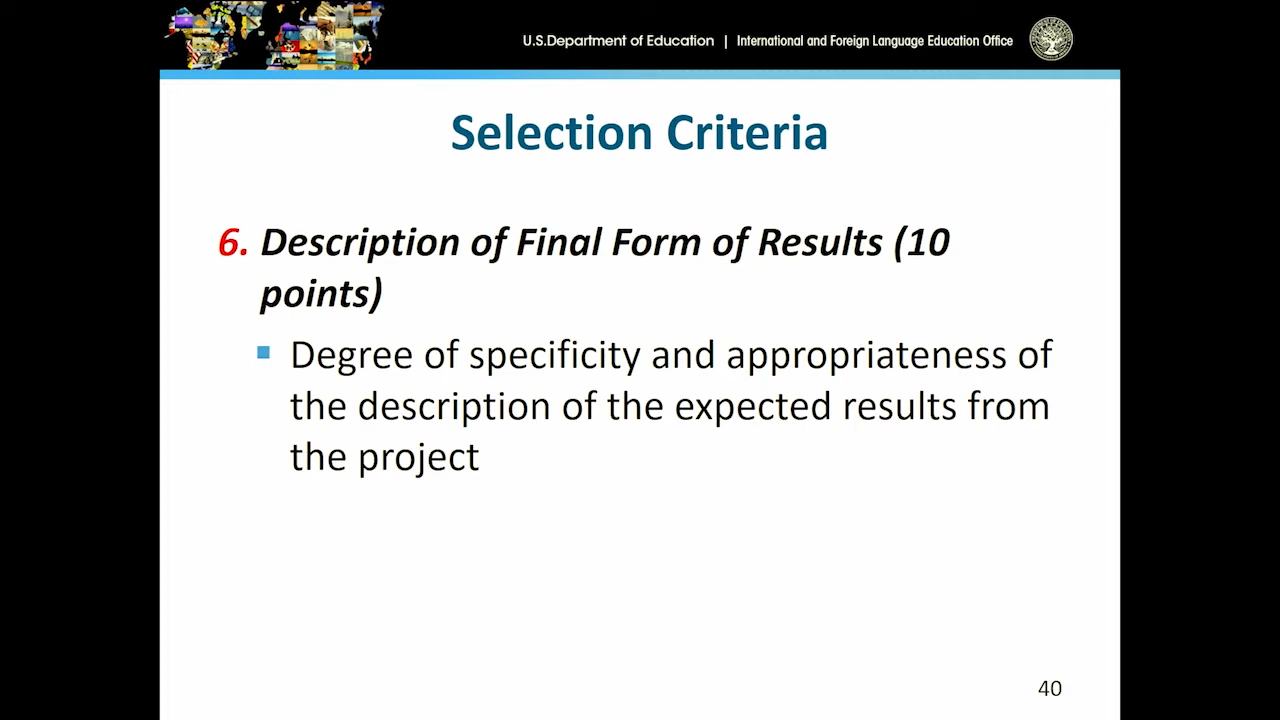 U.S.Department of Education | International and Foreign Language Education Office
Selection Criteria
6. Description of Final Form of Results (10
points)
Degree of specificity and appropriateness of
the description of the expected results from
the project
40